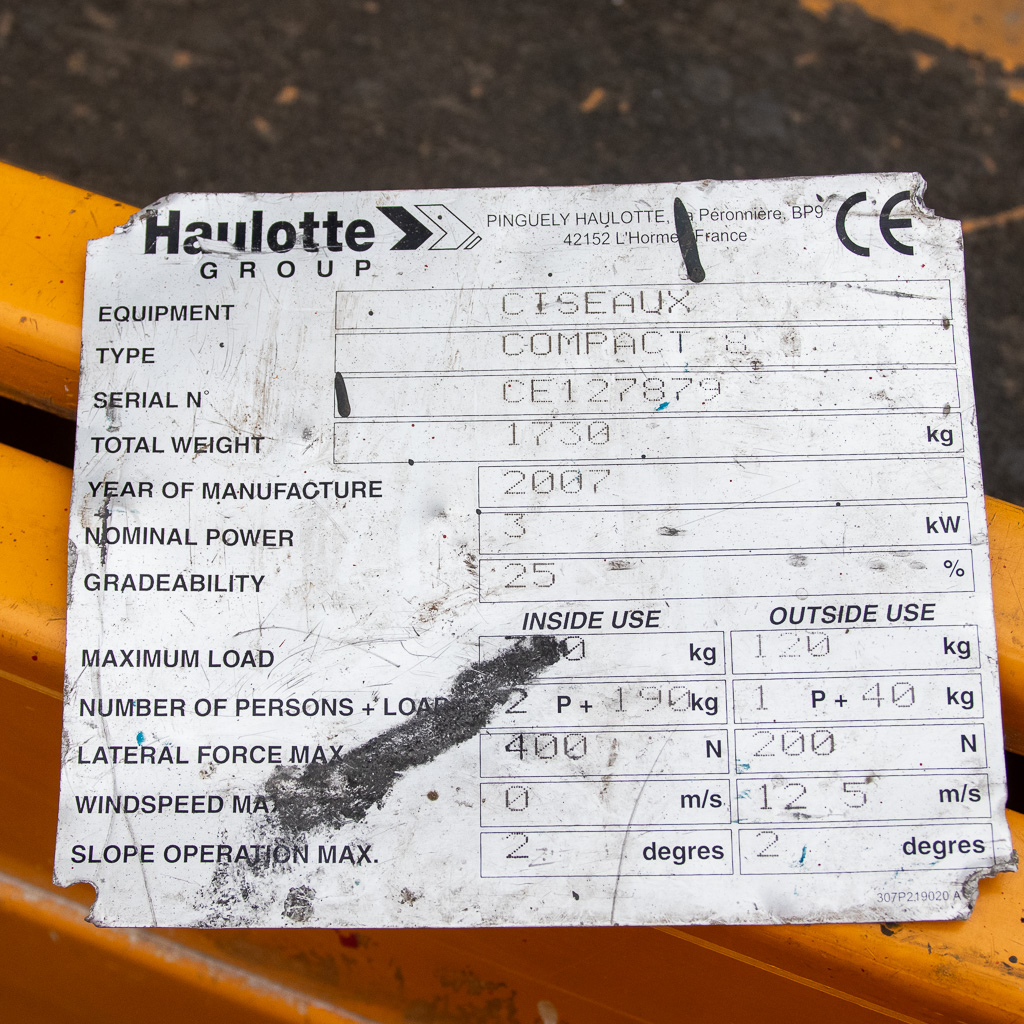 Haulotte
GROUP
PINGUELY HAULOTTE, La Péronnière, BP9
42152 L'Horme France
CE
EQUIPMENT CISEAUX
TYPE COMPACT 8
SERIAL N° CE127879
TOTAL WEIGHT 1730 kg
YEAR OF MANUFACTURE 2007
NOMINAL POWER 3 kW
GRADEABILITY 25 %
INSIDE USE OUTSIDE USE
MAXIMUM LOAD kg 120 kg
NUMBER OF PERSONS + LOAD 2 P + 190 kg 1 P + 40 kg
LATERAL FORCE MAX 400 N 200 N
WINDSPEED MAX 0 m/s 12 5 m/s
SLOPE OPERATION MAX. 2 degres 2 degres
307P219020 A